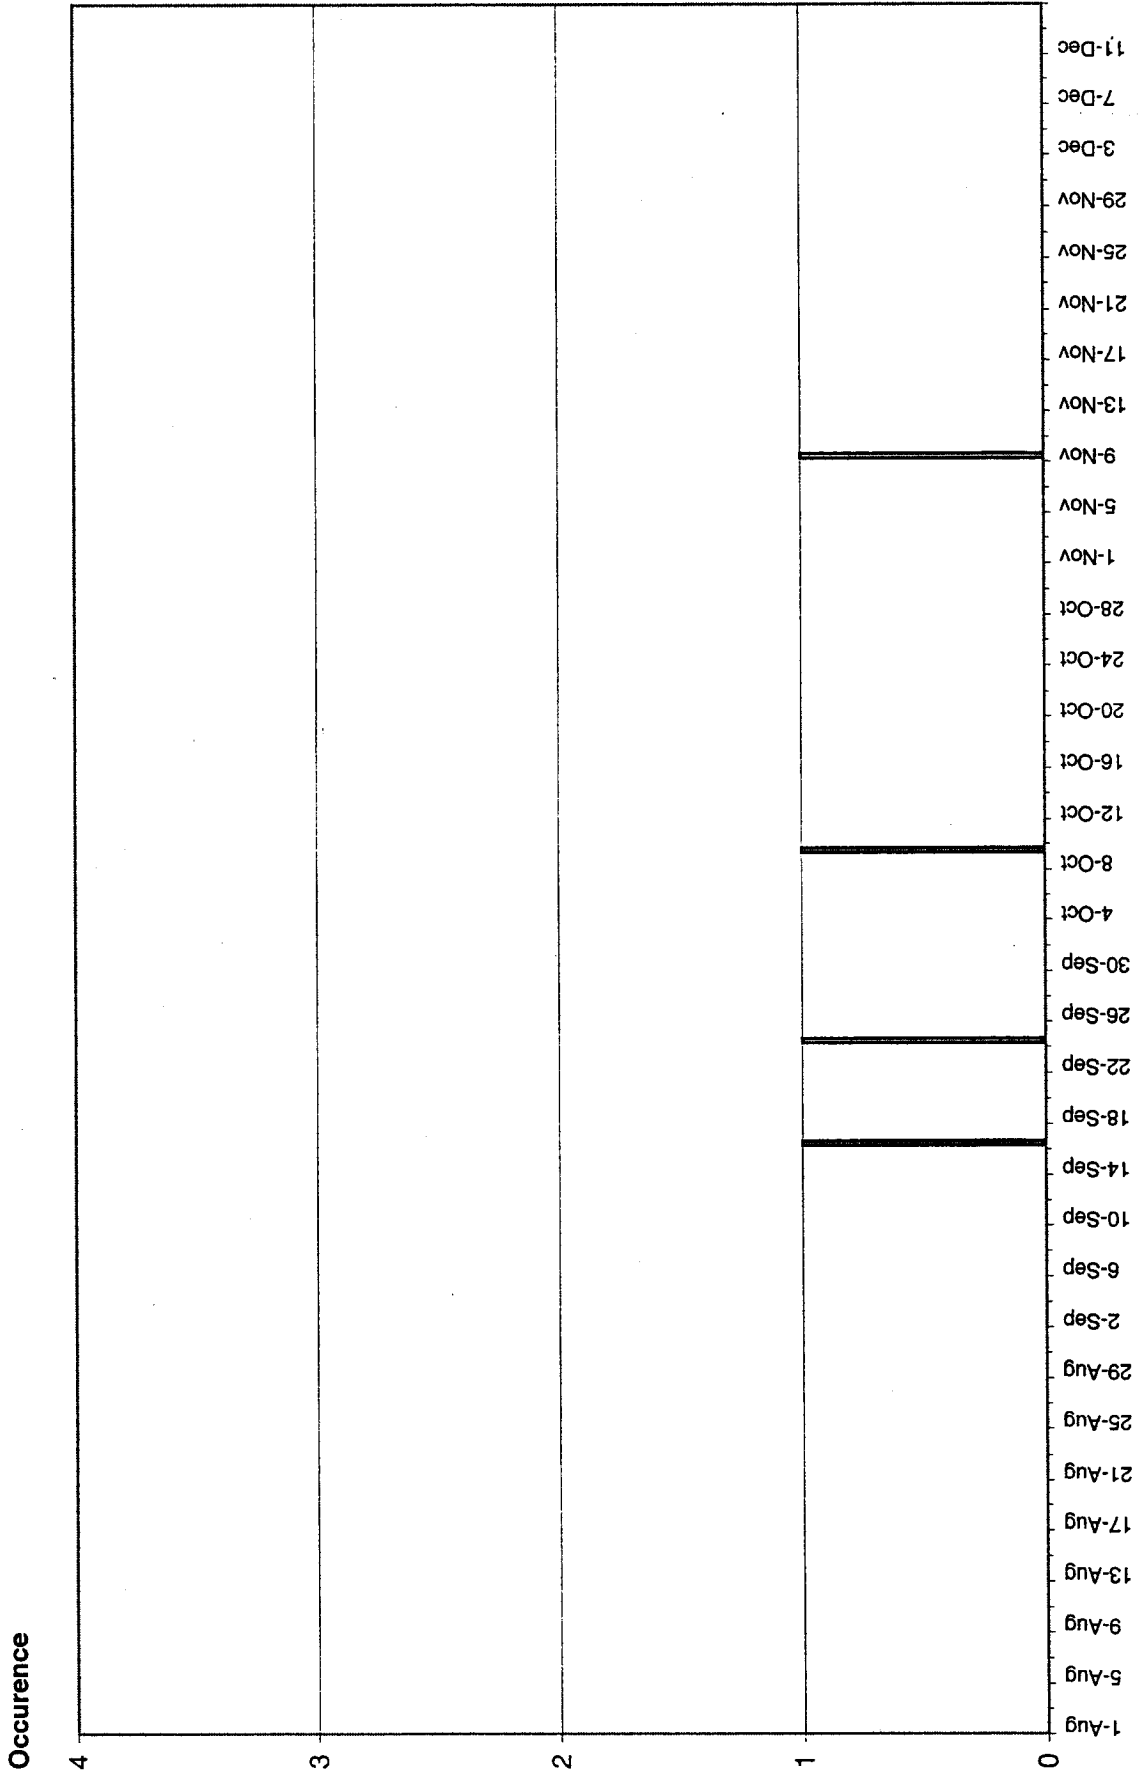 Occurence
4
3
2
1
0
1-Aug
5-Aug
9-Aug
13-Aug
17-Aug
21-Aug
25-Aug
29-Aug
2-Sep
6-Sep
10-Sep
14-Sep
18-Sep
22-Sep
26-Sep
30-Sep
4-Oct
8-Oct
12-Oct
16-Oct
20-Oct
24-Oct
28-Oct
1-Nov
5-Nov
9-Nov
13-Nov
17-Nov
21-Nov
25-Nov
29-Nov
3-Dec
7-Dec
11-Dec